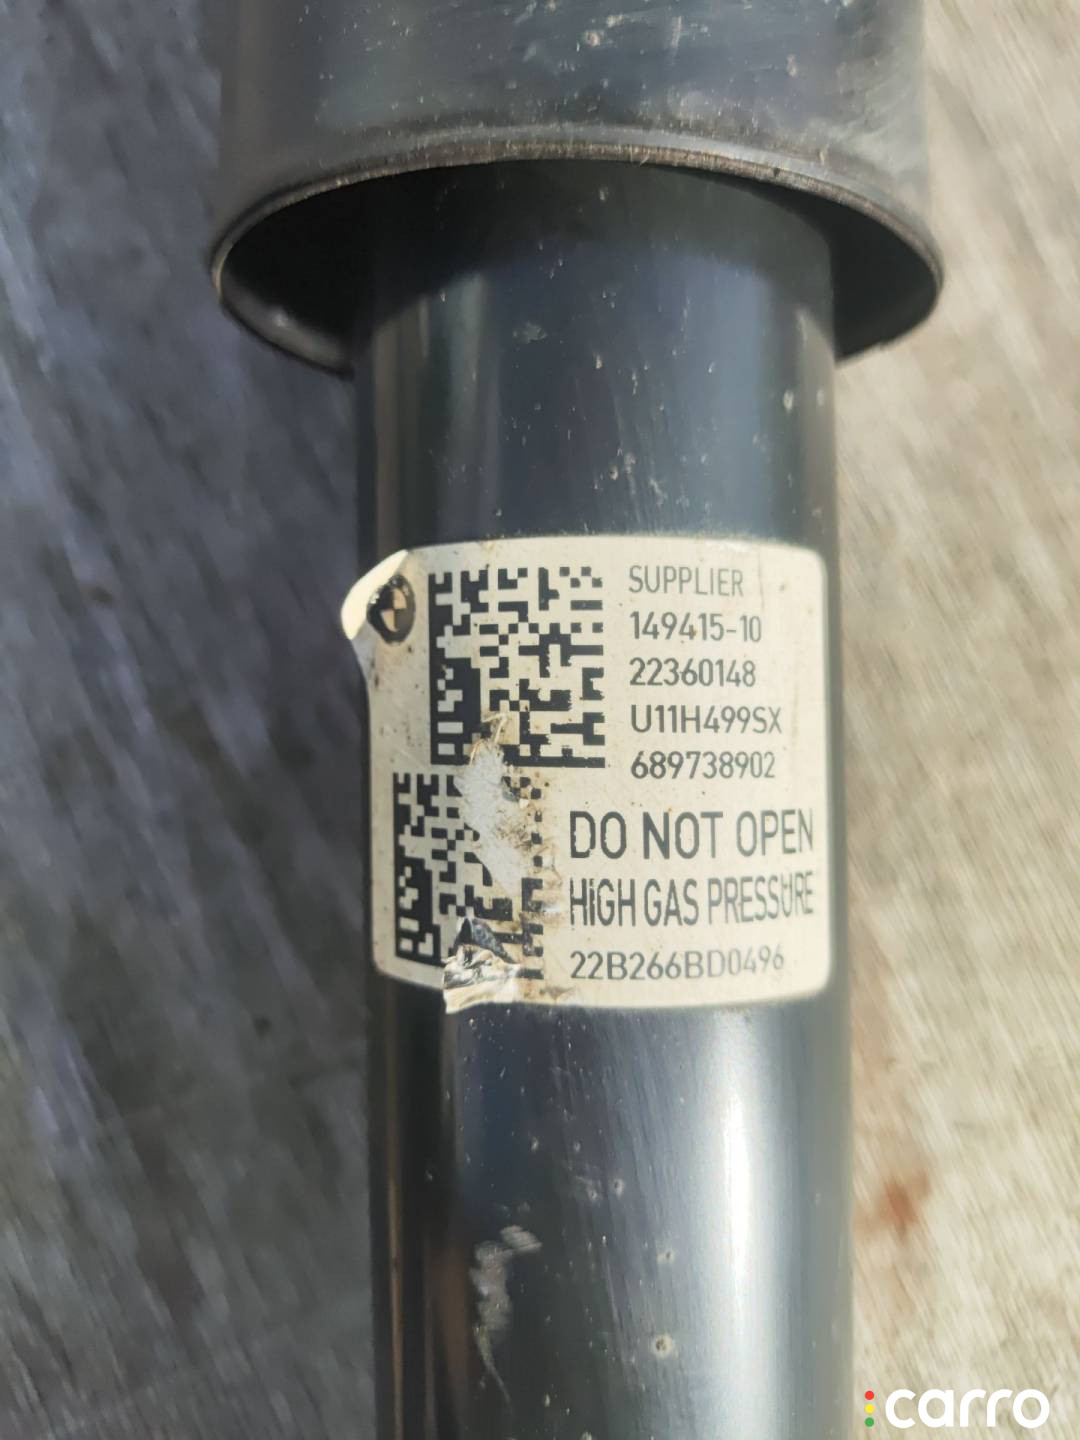 SUPPLIER
149415-10
22360148
U11H499SX
689738902
DO NOT OPEN
HIGH GAS PRESSURE
22B266BD0496
carro